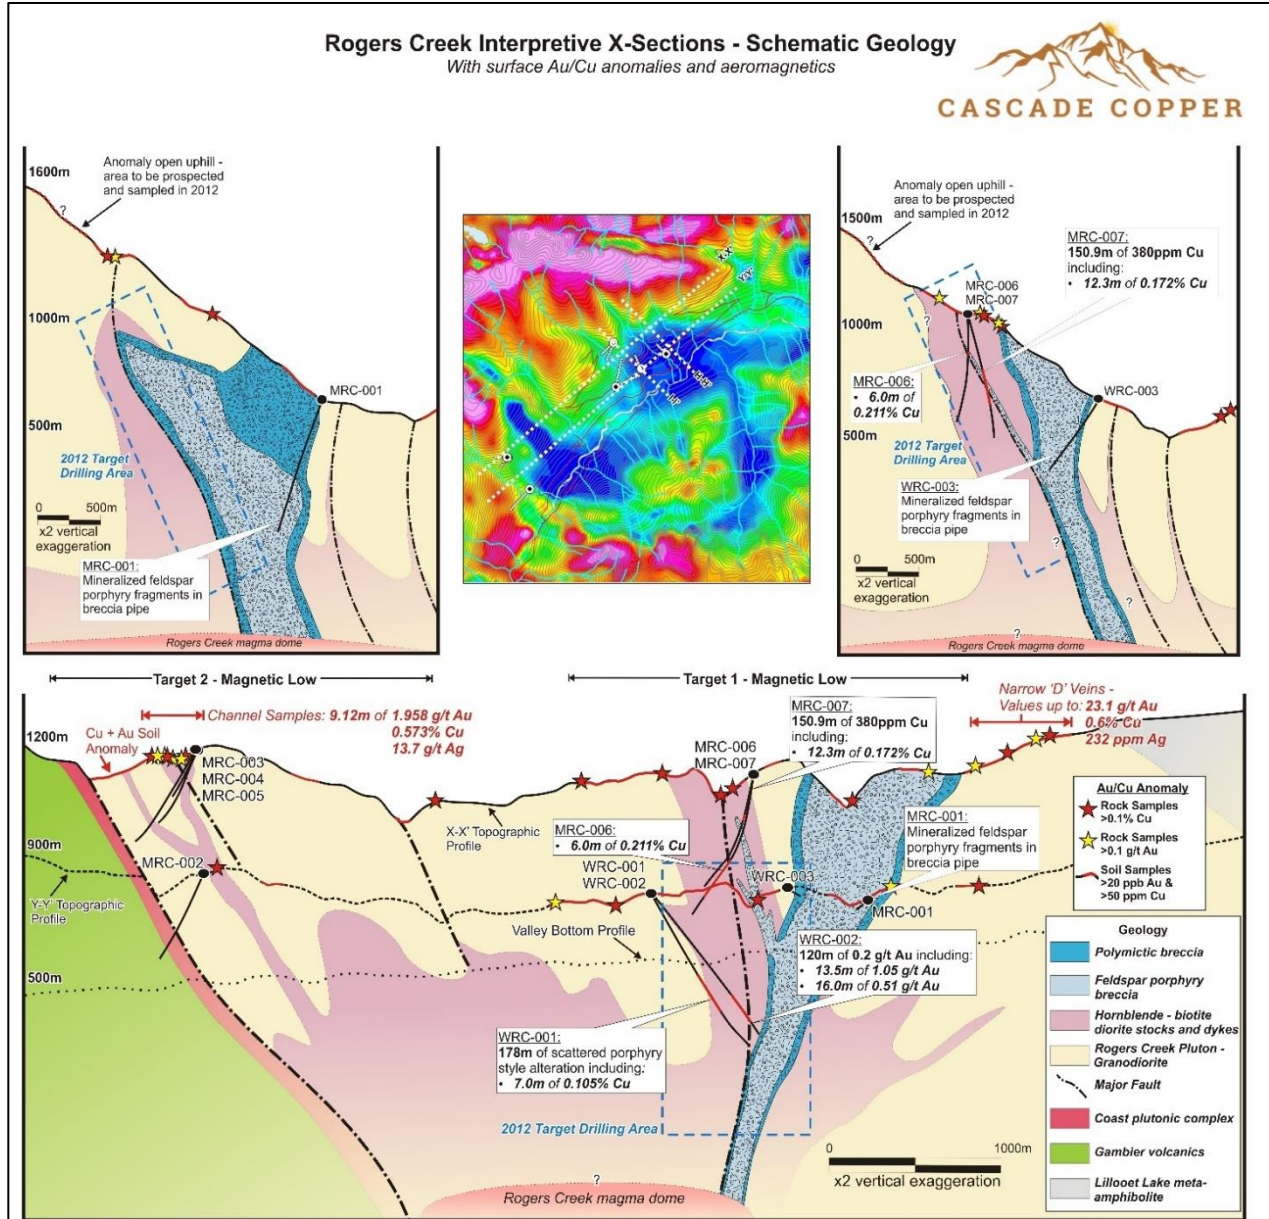 Rogers Creek Interpretive X-Sections - Schematic Geology
With surface Au/Cu anomalies and aeromagnetics
CASCADE COPPER
1600m
Anomaly open uphill -
area to be prospected
and sampled in 2012
?
1000m
MRC-001
500m
2012 Target
Drilling Area
0 500m
x2 vertical
exaggeration
MRC-001:
Mineralized feldspar
porphyry fragments in
breccia pipe
Rogers Creek magma dome
X-X'
Y-Y'
1500m
Anomaly open uphill -
area to be prospected
and sampled in 2012
?
MRC-007:
150.9m of 380ppm Cu
including:
• 12.3m of 0.172% Cu
MRC-006
MRC-007
1000m
?
MRC-006:
• 6.0m of
0.211% Cu
WRC-003
500m
2012 Target
Drilling Area
WRC-003:
Mineralized feldspar
porphyry fragments in
breccia pipe
0 500m
x2 vertical
exaggeration
?
?
?
Rogers Creek magma dome
Target 2 - Magnetic Low
Target 1 - Magnetic Low
Channel Samples: 9.12m of 1.958 g/t Au
0.573% Cu
13.7 g/t Ag
Cu + Au Soil
Anomaly
1200m
MRC-003
MRC-004
MRC-005
MRC-006
MRC-007
MRC-007:
150.9m of 380ppm Cu
including:
• 12.3m of 0.172% Cu
Narrow 'D' Veins -
Values up to: 23.1 g/t Au
0.6% Cu
232 ppm Ag
X-X' Topographic
Profile
MRC-006:
• 6.0m of 0.211% Cu
MRC-001:
Mineralized feldspar
porphyry fragments in
breccia pipe
900m
MRC-002
WRC-001
WRC-002
WRC-003
MRC-001
Y-Y' Topographic
Profile
Valley Bottom Profile
500m
WRC-002:
120m of 0.2 g/t Au including:
• 13.5m of 1.05 g/t Au
• 16.0m of 0.51 g/t Au
WRC-001:
178m of scattered porphyry
style alteration including:
• 7.0m of 0.105% Cu
2012 Target Drilling Area
0 1000m
x2 vertical exaggeration
?
Rogers Creek magma dome
Au/Cu Anomaly
Rock Samples
>0.1% Cu
Rock Samples
>0.1 g/t Au
Soil Samples
>20 ppb Au &
>50 ppm Cu
Geology
Polymictic breccia
Feldspar porphyry
breccia
Hornblende - biotite
diorite stocks and dykes
Rogers Creek Pluton -
Granodiorite
Major Fault
Coast plutonic complex
Gambier volcanics
Lillooet Lake meta-
amphibolite